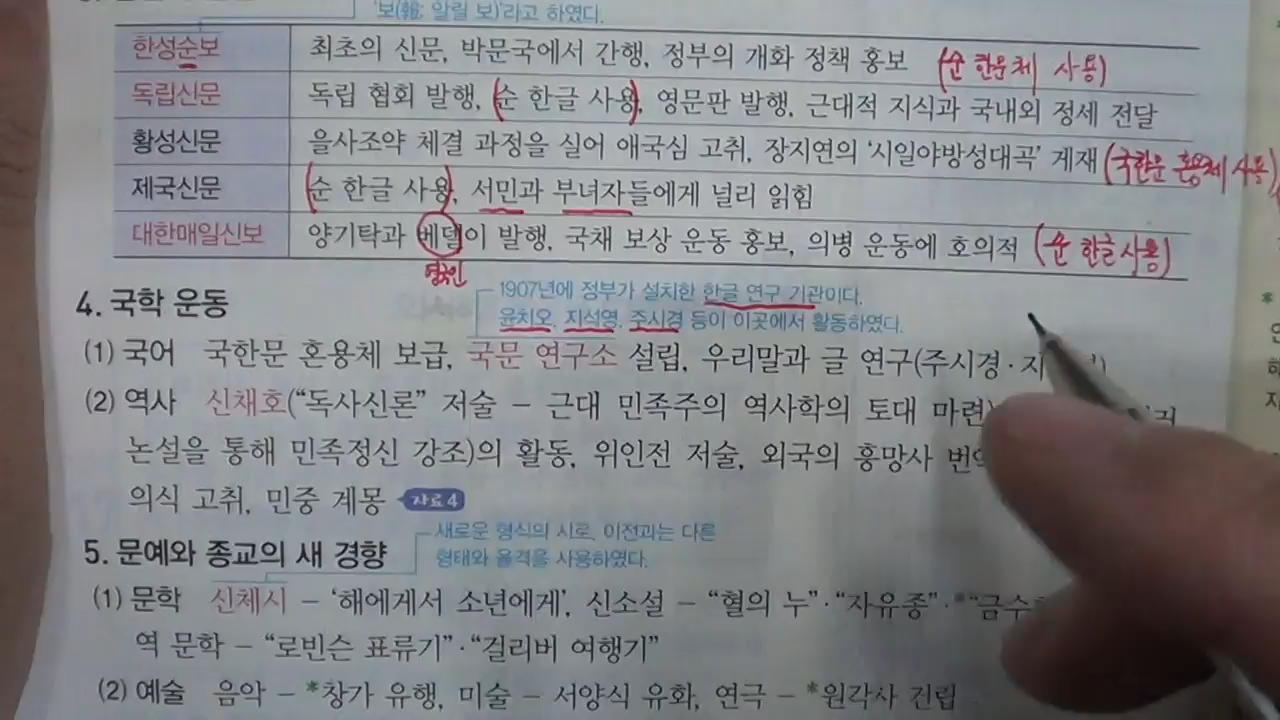 '보(報: 알릴 보)'라고 하였다.
한성순보 최초의 신문, 박문국에서 간행, 정부의 개화 정책 홍보 (순 한문체 사용)
독립신문 독립 협회 발행, (순 한글 사용), 영문판 발행, 근대적 지식과 국내외 정세 전달
황성신문 을사조약 체결 과정을 실어 애국심 고취, 장지연의 '시일야방성대곡' 게재 (국한문 혼용체 사용)
제국신문 (순 한글 사용), 서민과 부녀자들에게 널리 읽힘
대한매일신보 양기탁과 베델이 발행, 국채 보상 운동 홍보, 의병 운동에 호의적 (순 한글사용)
영국인
1907년에 정부가 설치한 한글 연구 기관이다.
4. 국학 운동
윤치오, 지석영, 주시경 등이 이곳에서 활동하였다.
(1) 국어 국한문 혼용체 보급, 국문 연구소 설립, 우리말과 글 연구(주시경·지
(2) 역사 신채호("독사신론" 저술 – 근대 민족주의 역사학의 토대 마련)
논설을 통해 민족정신 강조)의 활동, 위인전 저술, 외국의 흥망사 번
의식 고취, 민중 계몽 자료4
새로운 형식의 시로, 이전과는 다른
5. 문예와 종교의 새 경향
형태와 율격을 사용하였다.
(1) 문학 신체시 – '해에게서 소년에게', 신소설 – "혈의 누"·"자유종"·*"금수
역 문학 – "로빈슨 표류기"·"걸리버 여행기"
(2) 예술 음악 – *창가 유행, 미술 – 서양식 유화, 연극 – *원각사 건립